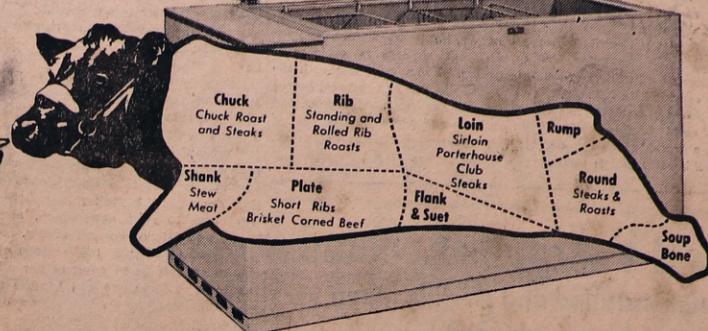 Chuck
Chuck Roast
and Steaks
Rib
Standing and
Rolled Rib
Roasts
Loin
Sirloin
Porterhouse
Club
Steaks
Rump
Shank
Stew
Meat
Plate
Short Ribs
Brisket Corned Beef
Flank
& Suet
Round
Steaks &
Roasts
Soup
Bone